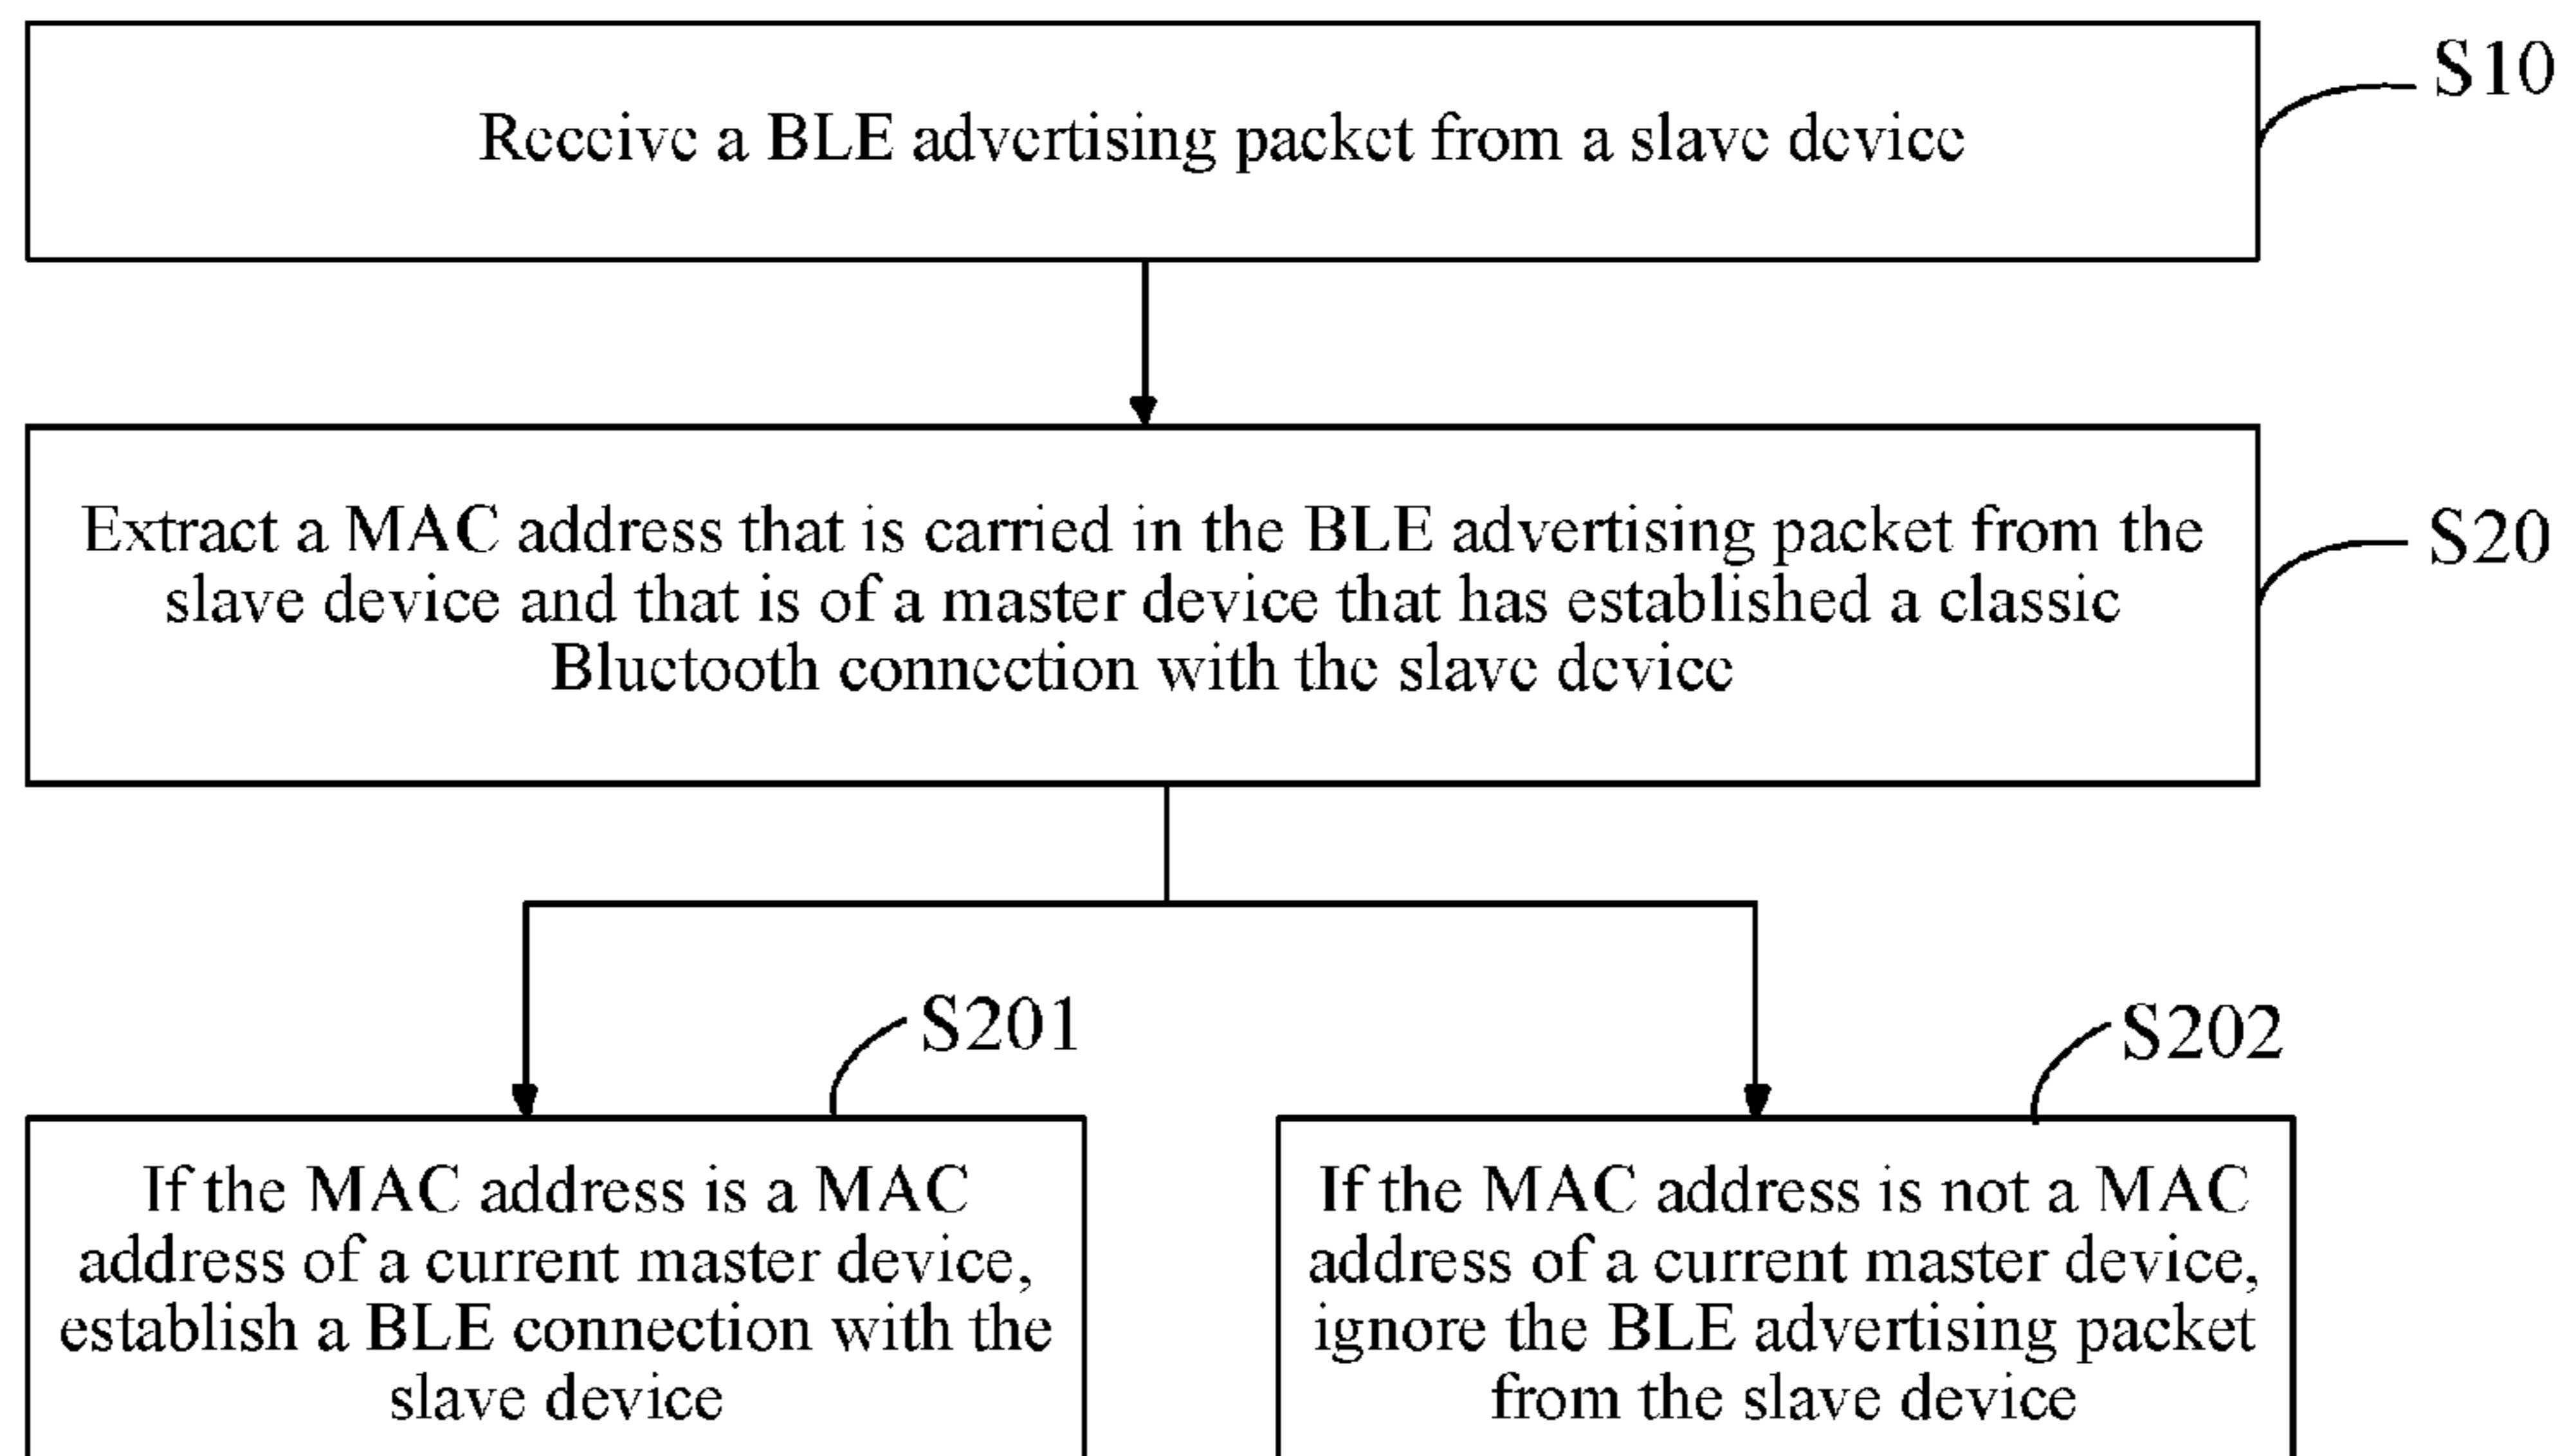 Receive a BLE advertising packet from a slave device
S10
Extract a MAC address that is carried in the BLE advertising packet from the
slave device and that is of a master device that has established a classic
Bluetooth connection with the slave device
S20
S201
If the MAC address is a MAC
address of a current master device,
establish a BLE connection with the
slave device
S202
If the MAC address is not a MAC
address of a current master device,
ignore the BLE advertising packet
from the slave device